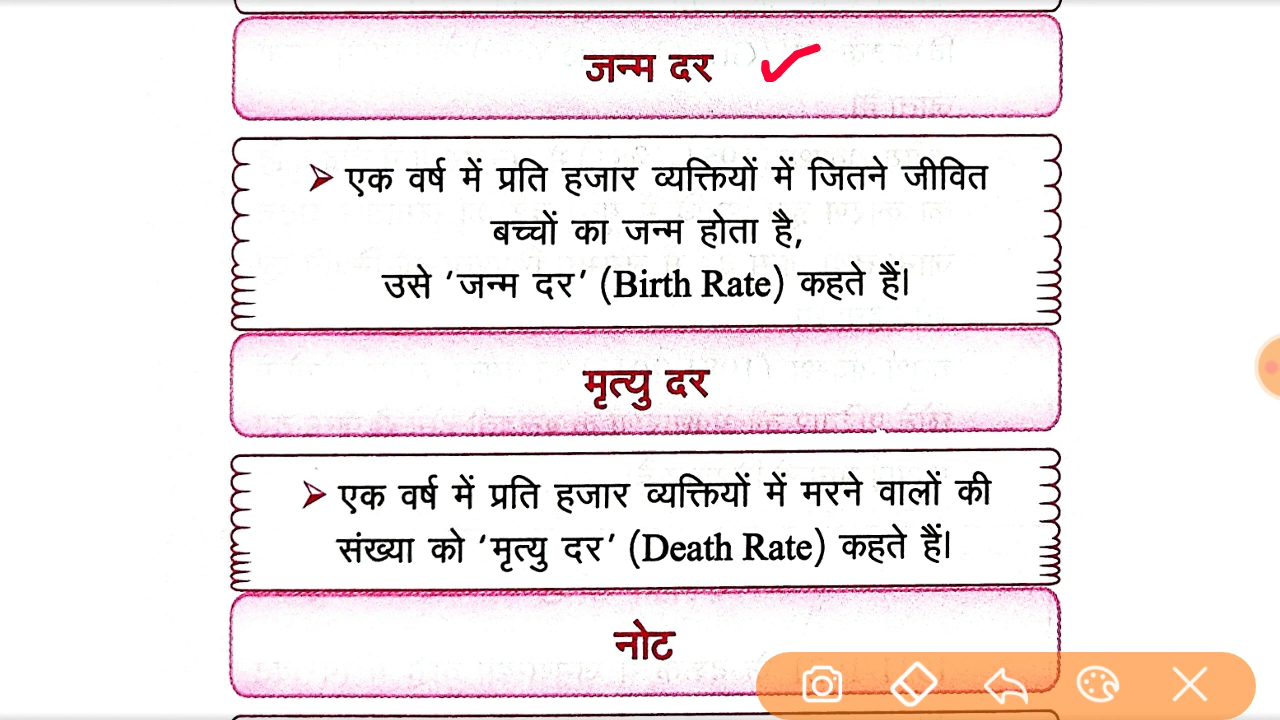 जन्म दर
एक वर्ष में प्रति हजार व्यक्तियों में जितने जीवित
बच्चों का जन्म होता है,
उसे ‘जन्म दर’ (Birth Rate) कहते हैं।
मृत्यु दर
एक वर्ष में प्रति हजार व्यक्तियों में मरने वालों की
संख्या को ‘मृत्यु दर’ (Death Rate) कहते हैं।
नोट